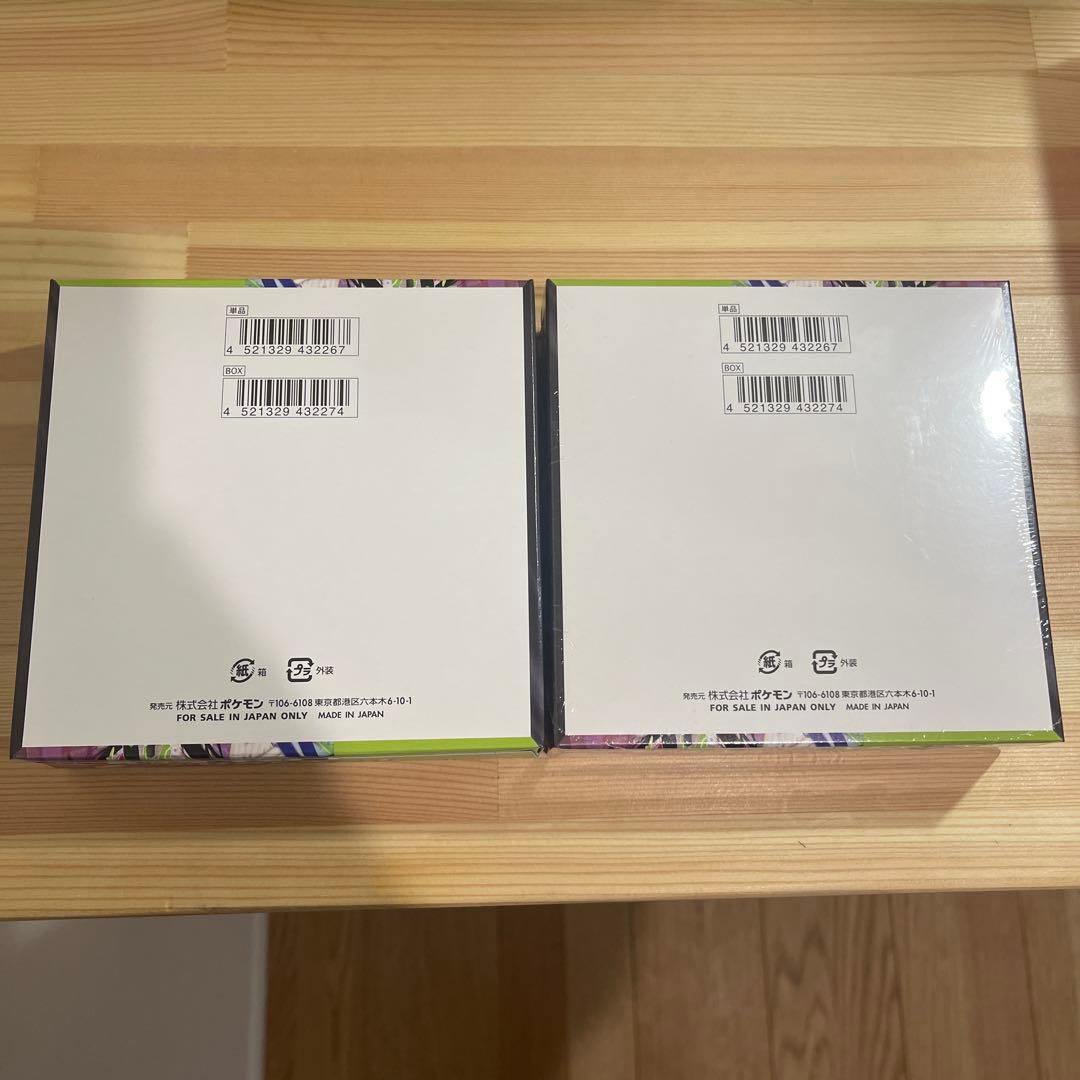 単品
4 521329 432267
BOX
4 521329 432274
紙 箱 プラ 外装
発売元 株式会社ポケモン 〒106-6108 東京都港区六本木6-10-1
FOR SALE IN JAPAN ONLY MADE IN JAPAN
単品
4 521329 432267
BOX
4 521329 432274
紙 箱 プラ 外装
発売元 株式会社ポケモン 〒106-6108 東京都港区六本木6-10-1
FOR SALE IN JAPAN ONLY MADE IN JAPAN